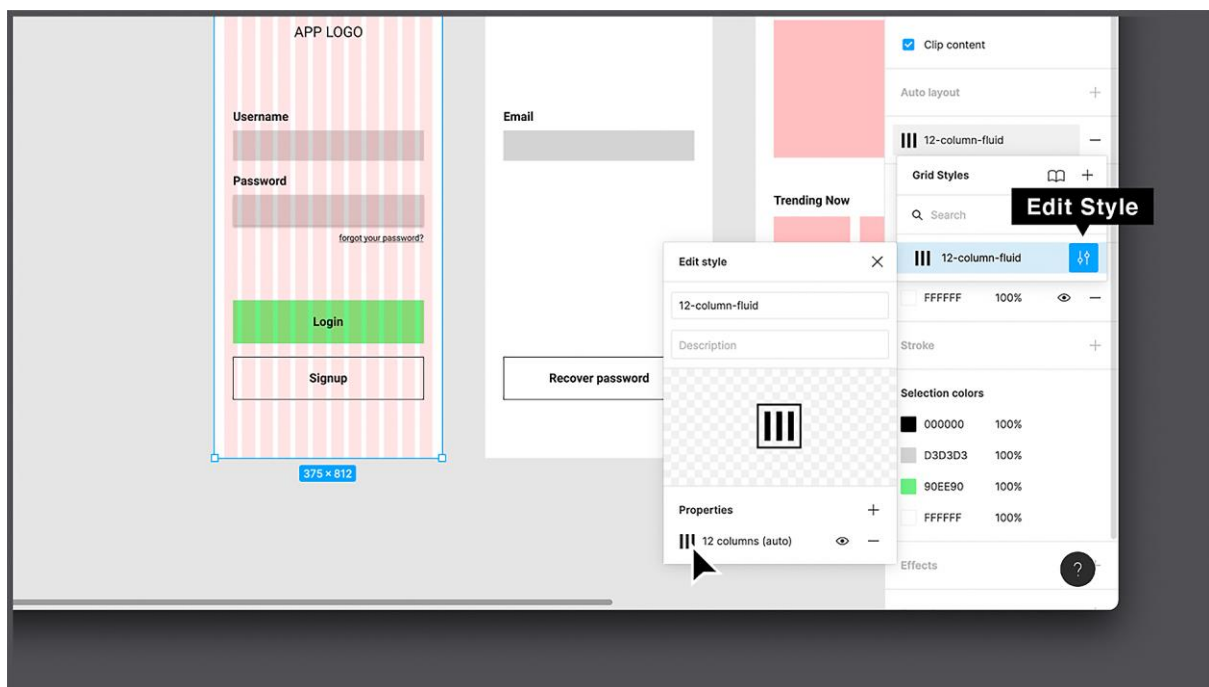 APP LOGO
Username
Password
forgot your password?
Login
Signup
375 × 812
Email
Recover password
Trending Now
Edit style
12-column-fluid
Description
Properties
12 columns (auto)
Clip content
Auto layout
12-column-fluid
Grid Styles
Edit Style
Search
12-column-fluid
FFFFFF 100%
Stroke
Selection colors
000000 100%
D3D3D3 100%
90EE90 100%
FFFFFF 100%
Effects
?